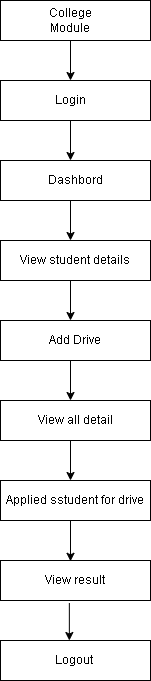 College
Module
Login
Dashbord
View student details
Add Drive
View all detail
Applied sstudent for drive
View result
Logout